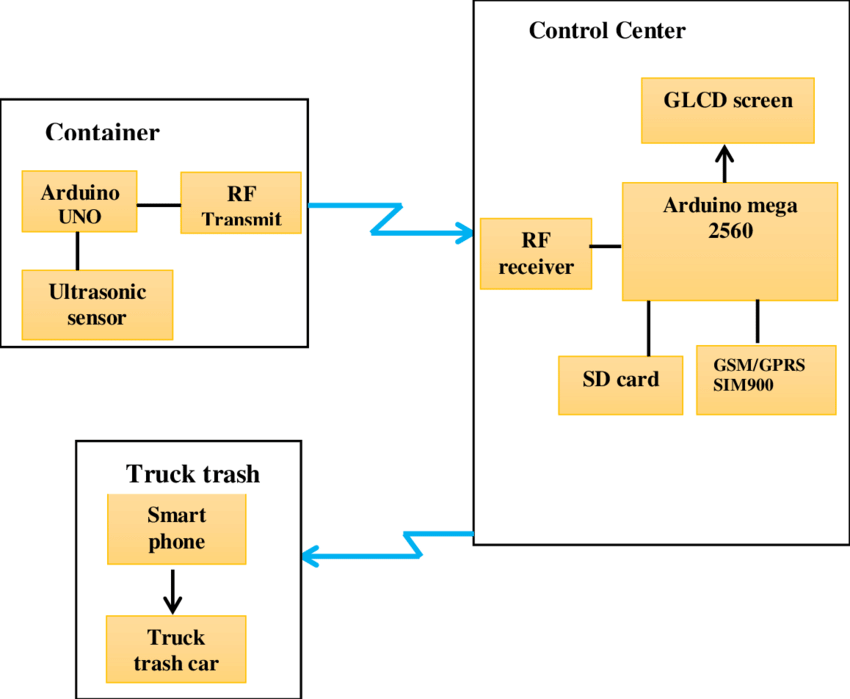 Control Center
GLCD screen
Container
Arduino
UNO
RF
Transmit
Arduino mega
2560
RF
receiver
Ultrasonic
sensor
SD card
GSM/GPRS
SIM900
Truck trash
Smart
phone
Truck
trash car